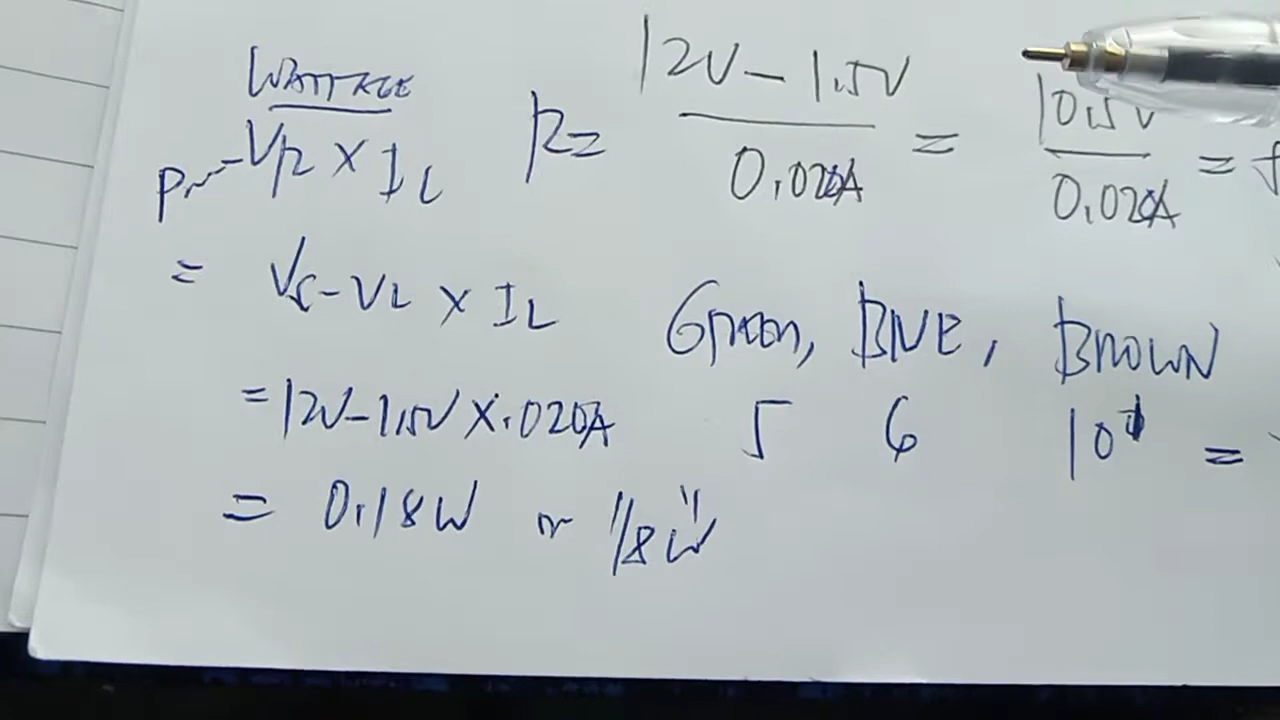 WATTAGE
P = VR X IL
= VS - VL X IL
= 12V - 1.5V X .020A
= 0.18W or "1/8W"
R = 12V - 1.5V / 0.020A = 10.5V / 0.020A =
Green, BLUE, BROWN
5 6 10¹ =